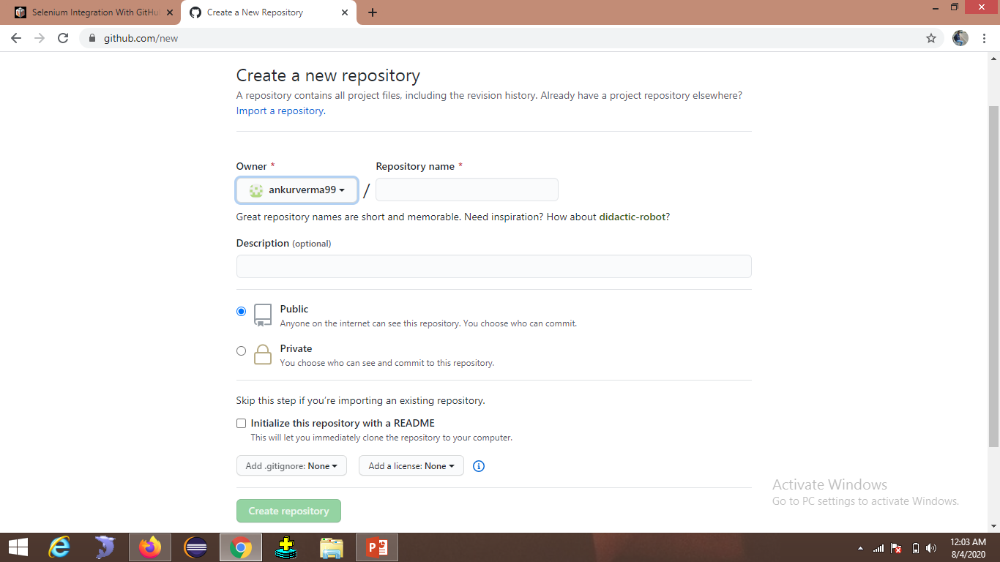 Selenium Integration With GitHu
Create a New Repository
github.com/new
Create a new repository
A repository contains all project files, including the revision history. Already have a project repository elsewhere?
Import a repository.
Owner *
Repository name *
ankurverma99
/
Great repository names are short and memorable. Need inspiration? How about didactic-robot?
Description (optional)
Public
Anyone on the internet can see this repository. You choose who can commit.
Private
You choose who can see and commit to this repository.
Skip this step if you're importing an existing repository.
Initialize this repository with a README
This will let you immediately clone the repository to your computer.
Add .gitignore: None
Add a license: None
Activate Windows
Go to PC settings to activate Windows.
Create repository
12:03 AM
8/4/2020